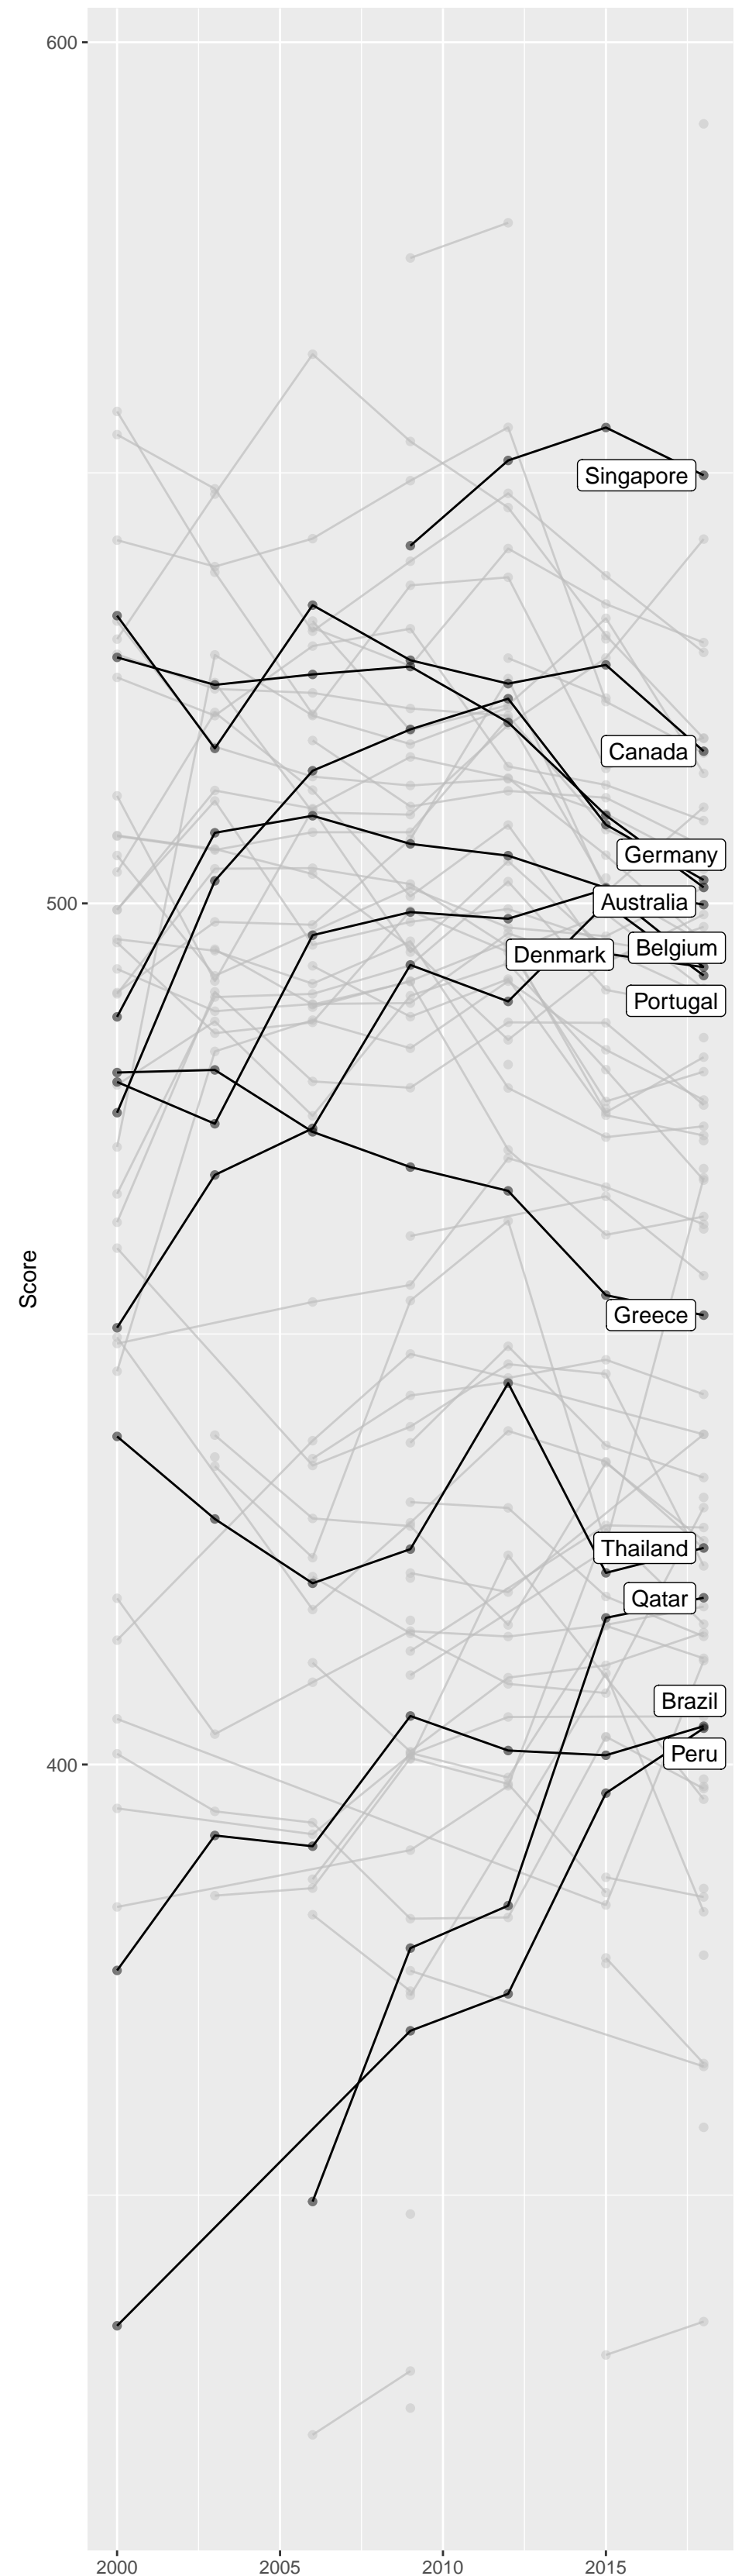 600
Singapore
Canada
Germany
500
Australia
Belgium
Denmark
Portugal
Score
Greece
Thailand
Qatar
Brazil
Peru
400
2000 2005 2010 2015